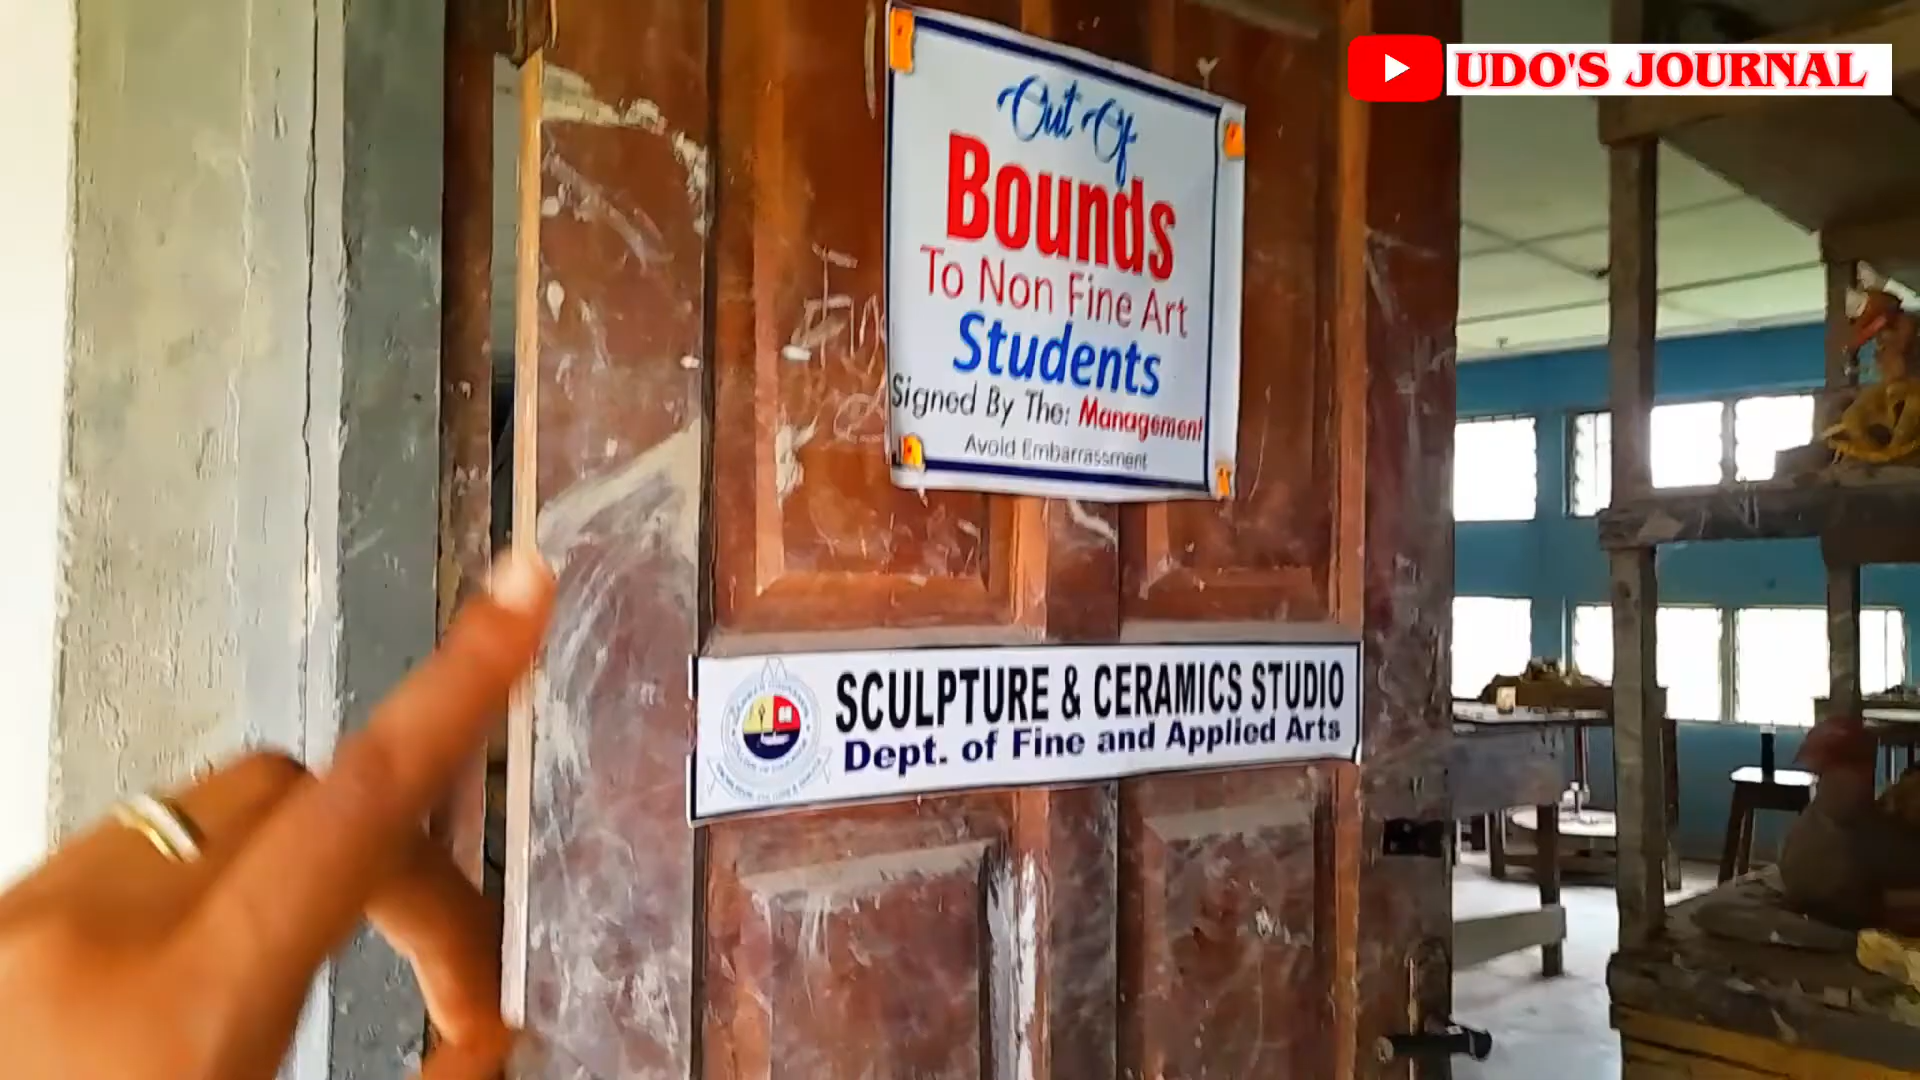 UDO'S JOURNAL
Out Of
Bounds
To Non Fine Art
Students
Signed By The: Management
Avoid Embarrassment
SCULPTURE & CERAMICS STUDIO
Dept. of Fine and Applied Arts